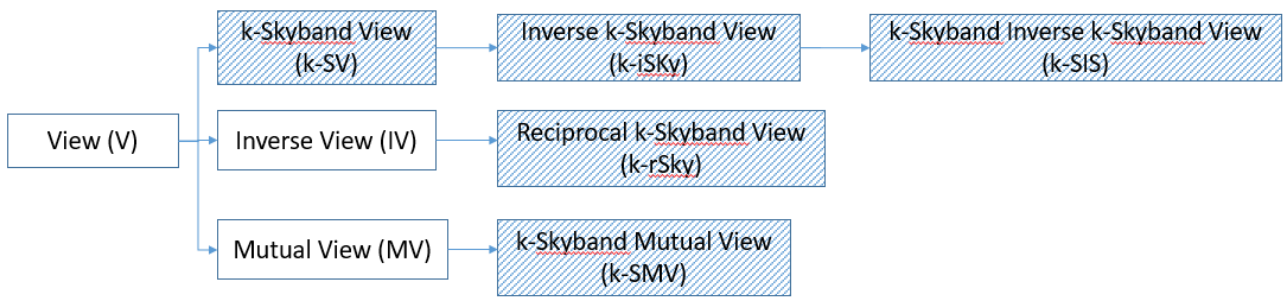 k-Skyband View
(k-SV)
Inverse k-Skyband View
(k-iSKy)
k-Skyband Inverse k-Skyband View
(k-SIS)
View (V)
Inverse View (IV)
Reciprocal k-Skyband View
(k-rSky)
Mutual View (MV)
k-Skyband Mutual View
(k-SMV)